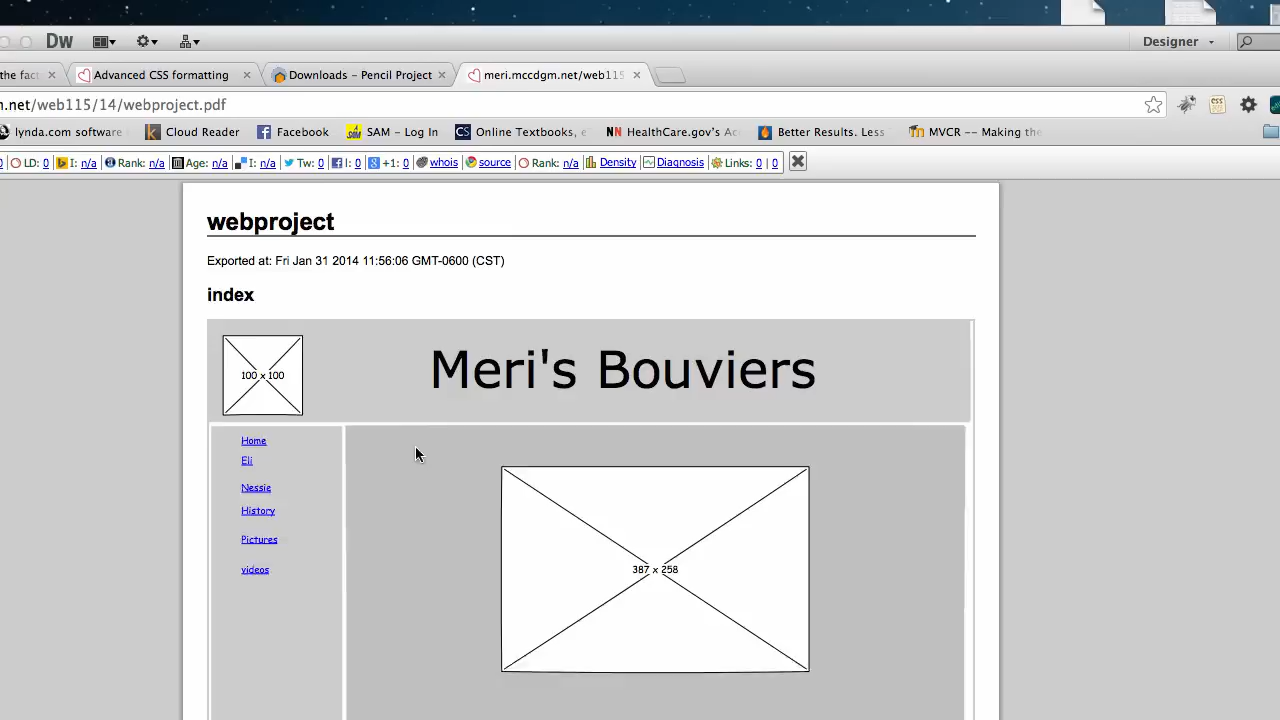 Dw
Designer
the fact
Advanced CSS formatting
Downloads – Pencil Project
meri.mccdgm.net/web115
.net/web115/14/webproject.pdf
lynda.com software
Cloud Reader
Facebook
SAM – Log In
Online Textbooks, e
HealthCare.gov's Ac
Better Results. Less
MVCR -- Making the
LD: 0
I: n/a
Rank: n/a
Age: n/a
I: n/a
Tw: 0
I: 0
+1: 0
whois
source
Rank: n/a
Density
Diagnosis
Links: 0 | 0
webproject
Exported at: Fri Jan 31 2014 11:56:06 GMT-0600 (CST)
index
100 x 100
Meri's Bouviers
Home
Eli
Nessie
History
Pictures
videos
387 x 258